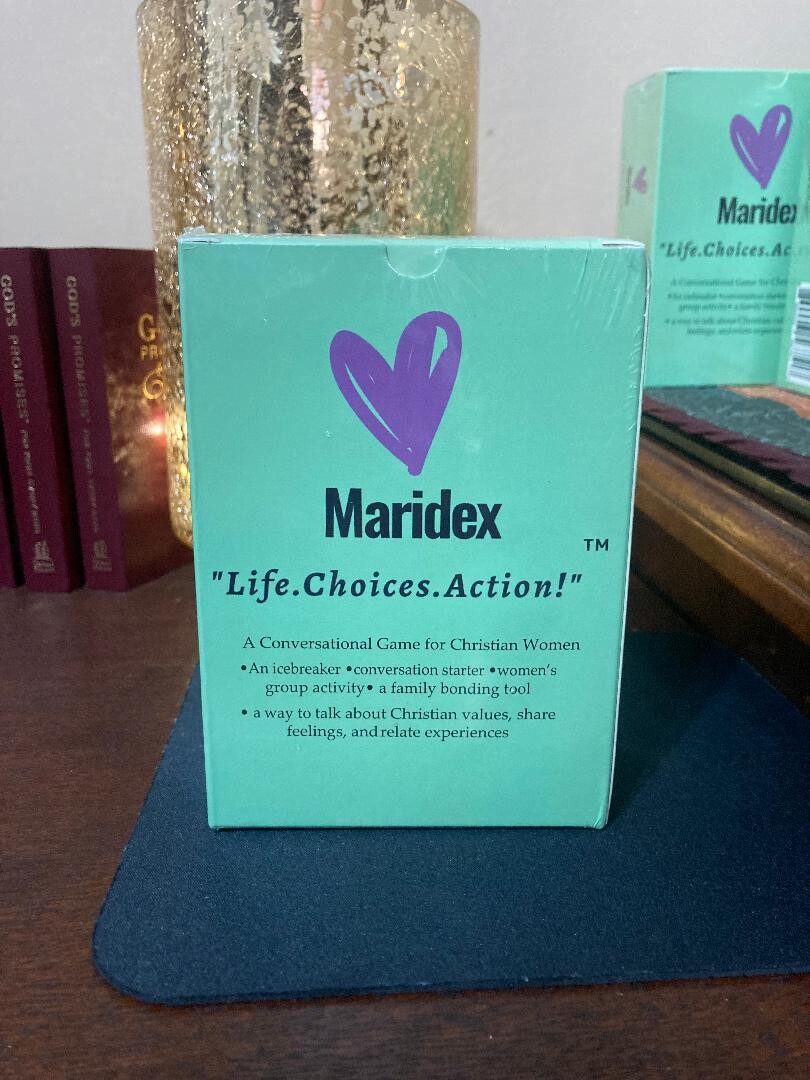 Maridex
TM
"Life.Choices.Action!"
A Conversational Game for Christian Women
•An icebreaker •conversation starter •women's
group activity• a family bonding tool
• a way to talk about Christian values, share
feelings, and relate experiences
GOD'S PROMISES
GOD'S PROMISES
Maridex
"Life.Choices.Ac